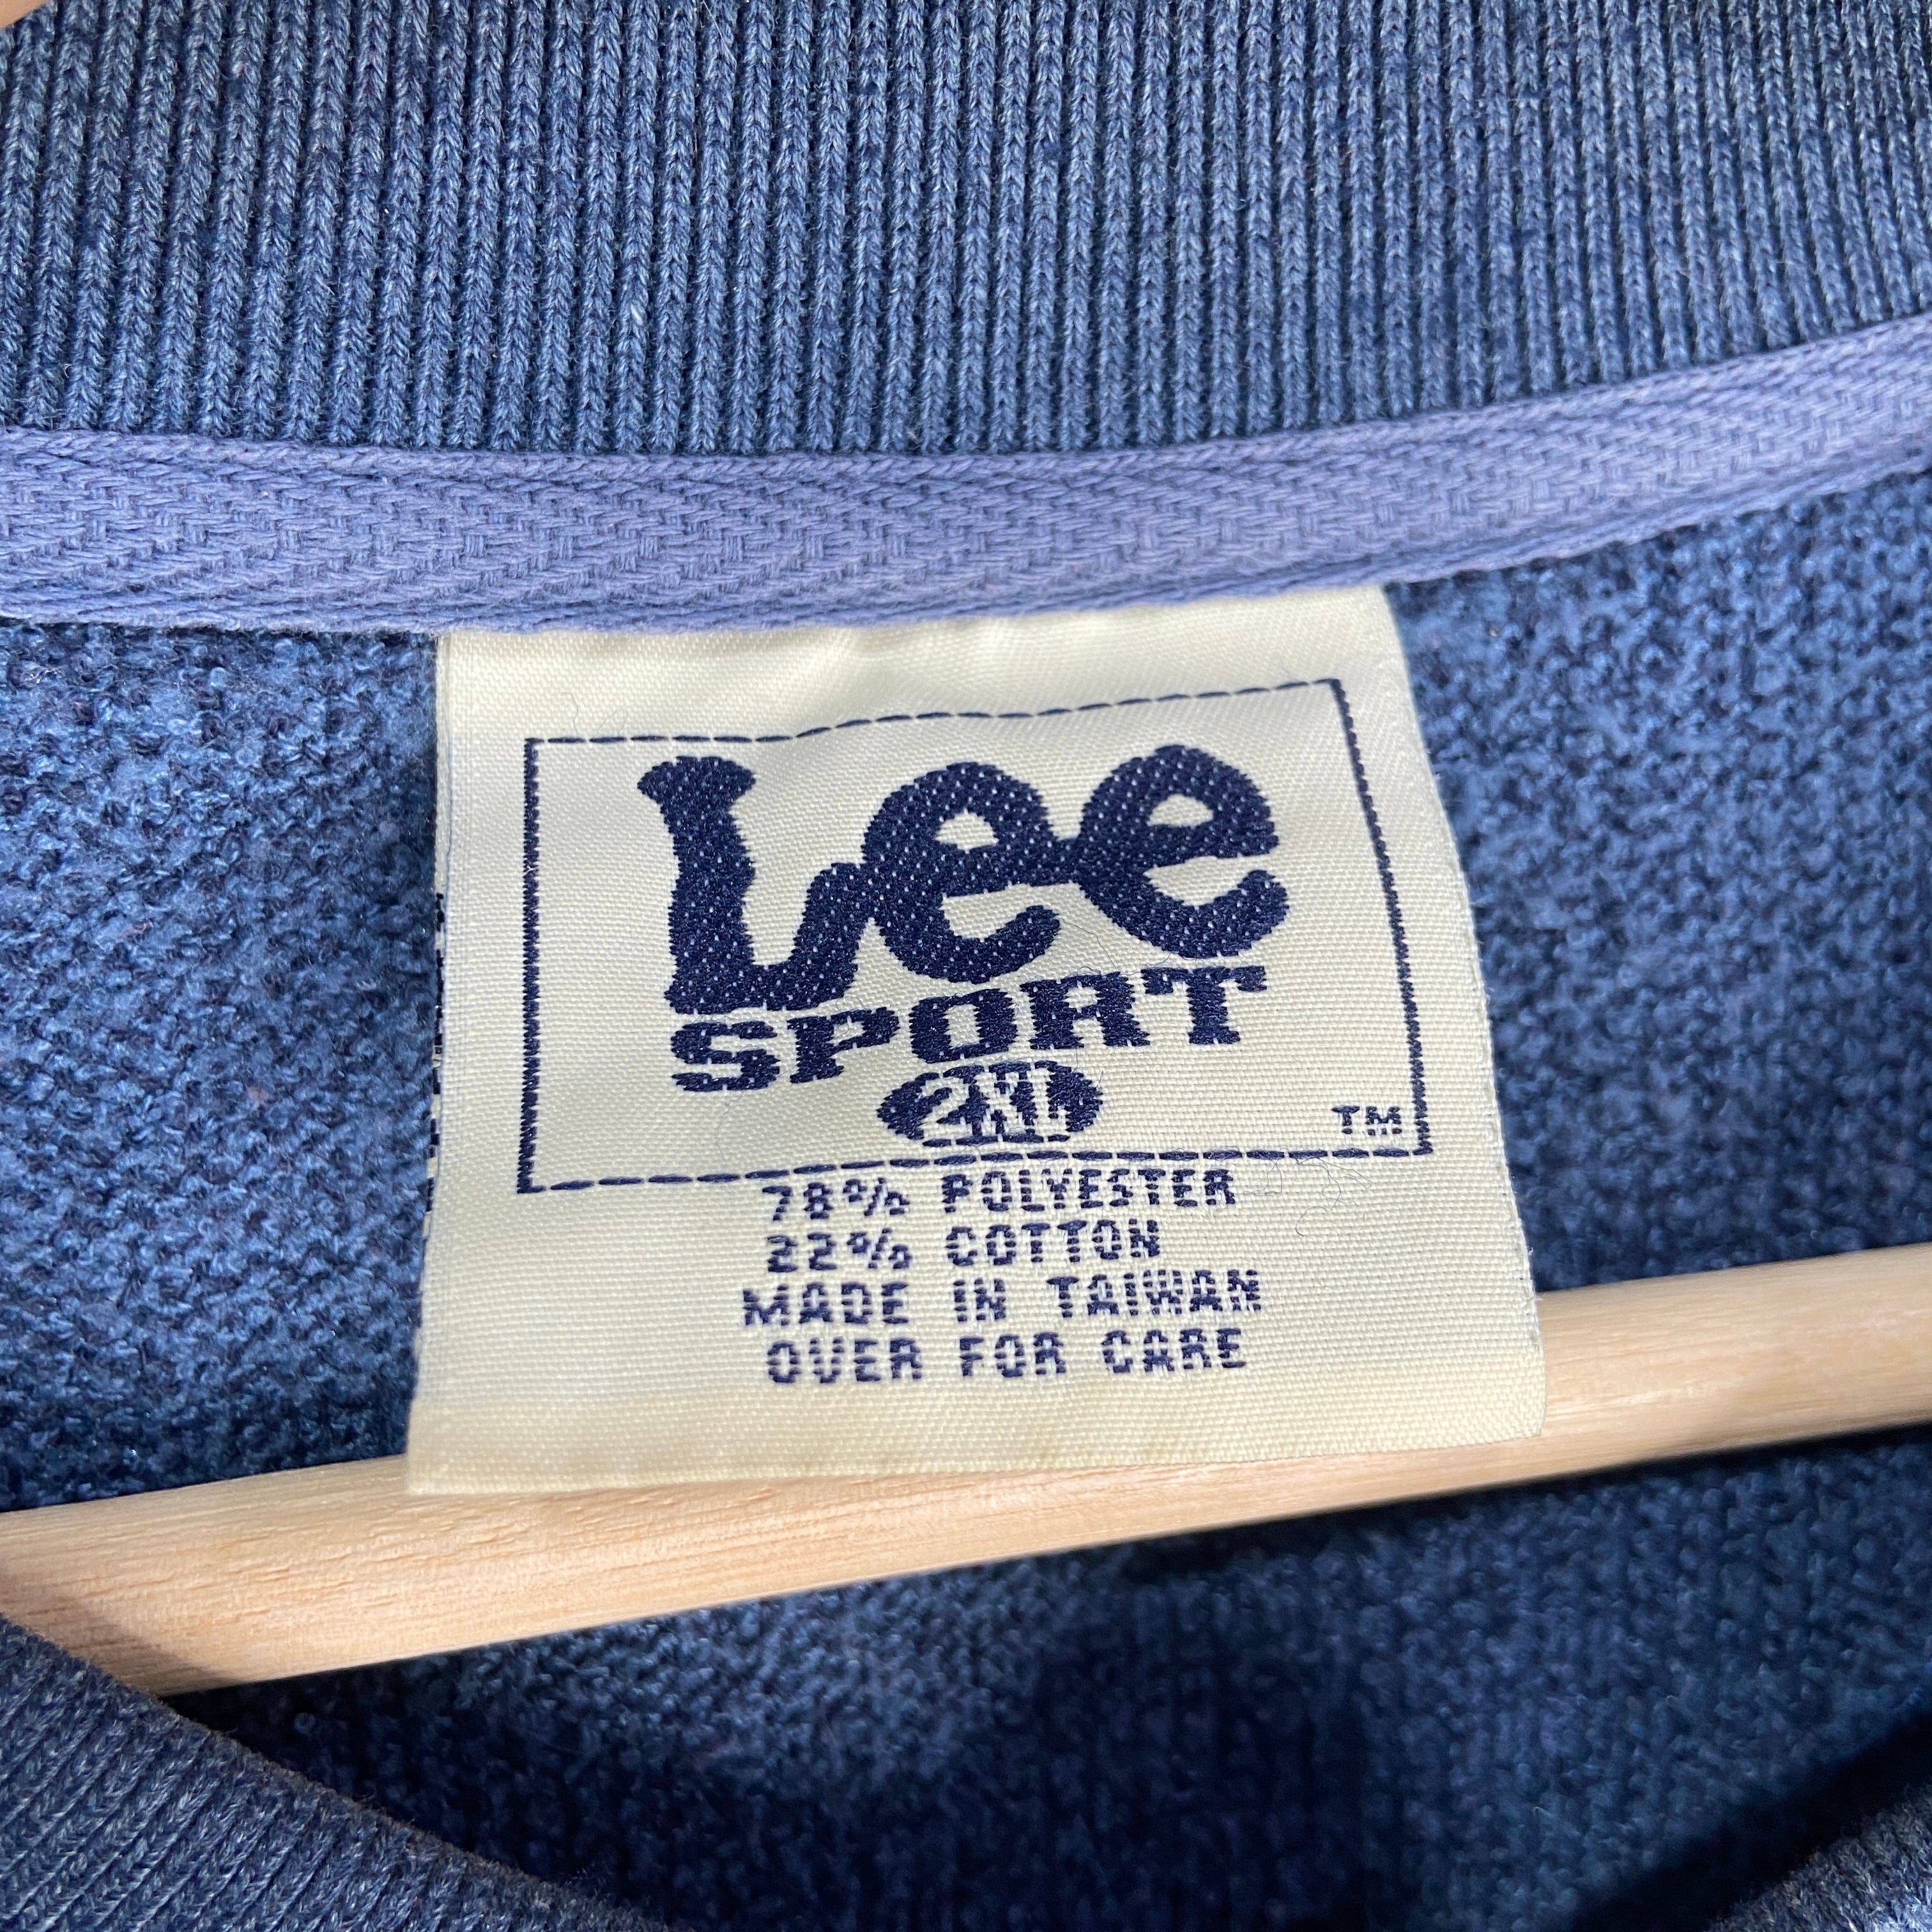 Lee
SPORT
2XL
TM
78% POLYESTER
22% COTTON
MADE IN TAIWAN
OVER FOR CARE